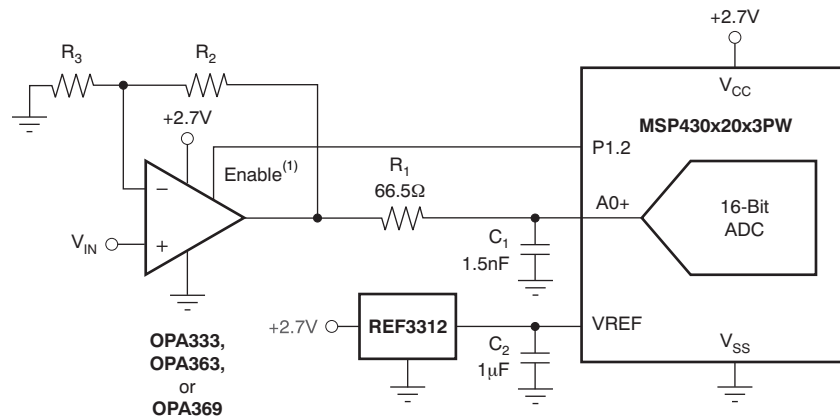 +2.7V
R3
R2
VCC
+2.7V
MSP430x20x3PW
Enable(1)
P1.2
R1
66.5Ω
−
A0+
16-Bit
ADC
VIN
+
C1
1.5nF
+2.7V
REF3312
VREF
OPA333,
OPA363,
or
OPA369
C2
1μF
VSS